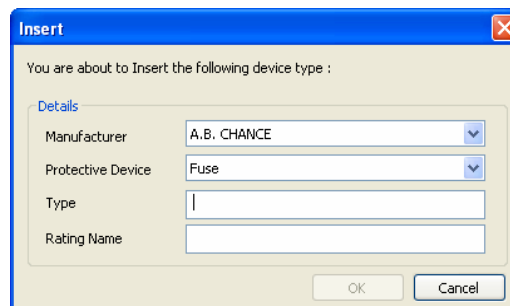 Insert
You are about to Insert the following device type :
Details
Manufacturer A.B. CHANCE
Protective Device Fuse
Type
Rating Name
OK Cancel